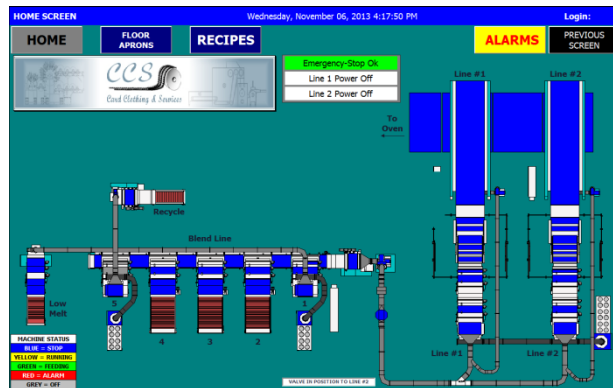 HOME SCREEN
Wednesday, November 06, 2013 4:17:50 PM
Login:
HOME
FLOOR
APRONS
RECIPES
ALARMS
PREVIOUS
SCREEN
CCS
Card Clothing & Services
Emergency-Stop Ok
Line 1 Power Off
Line 2 Power Off
Line #1
Line #2
To
Oven
Recycle
Blend Line
Low
Melt
5
4
3
2
1
Line #1
Line #2
MACHINE STATUS
BLUE = STOP
YELLOW = RUNNING
GREEN = FEEDING
RED = ALARM
GREY = OFF
VALVE IN POSITION TO LINE #2